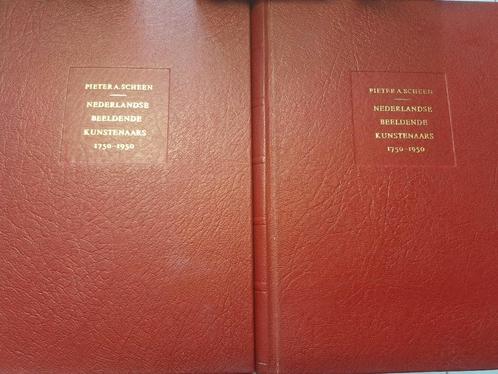 PIETER A. SCHEEN
NEDERLANDSE
BEELDENDE
KUNSTENAARS
1750-1950
PIETER A. SCHEEN
NEDERLANDSE
BEELDENDE
KUNSTENAARS
1750-1950